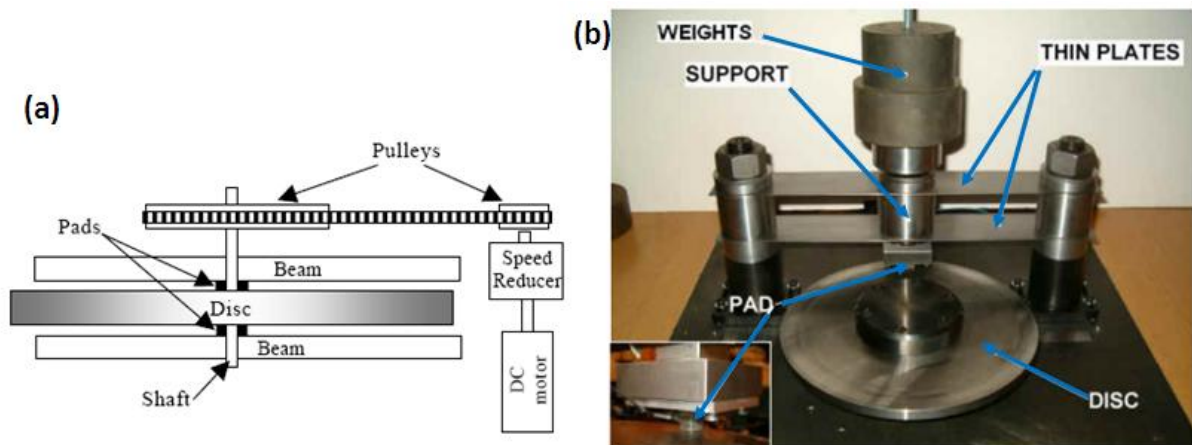 (a)
Pulleys
Pads
Beam
Speed
Reducer
Disc
Beam
DC
motor
Shaft
(b)
WEIGHTS
SUPPORT
THIN PLATES
PAD
DISC